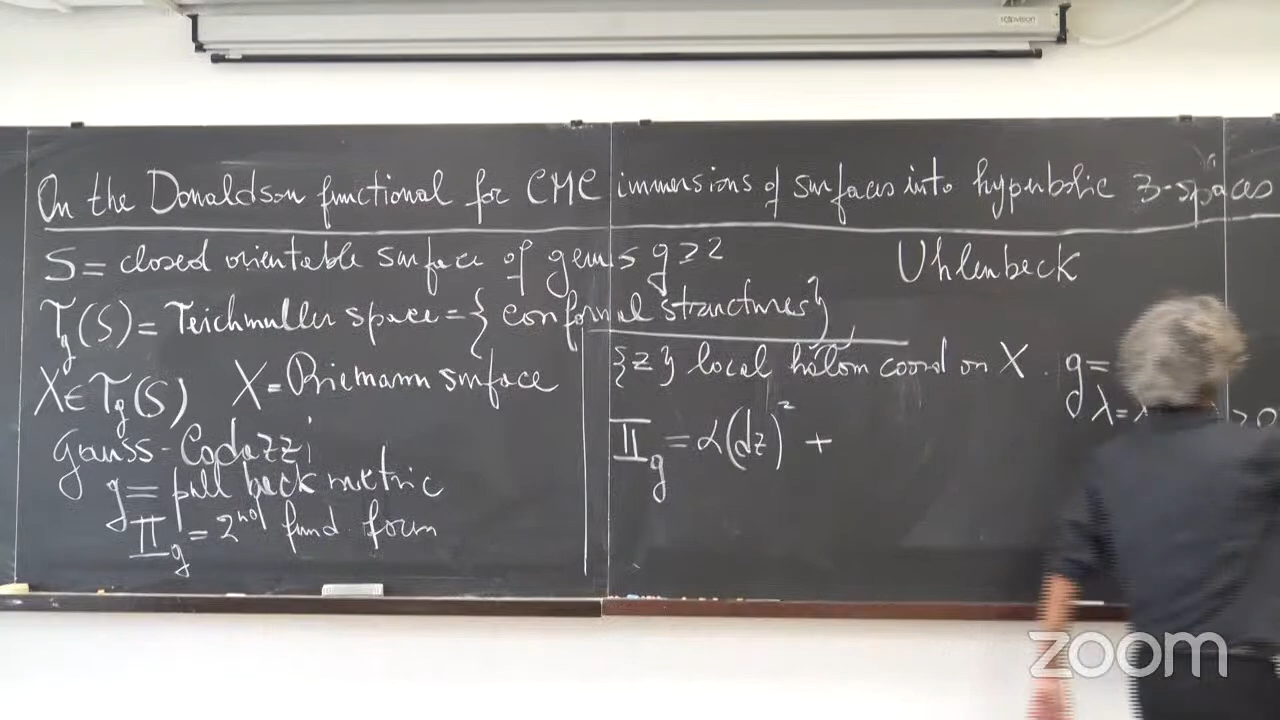 On the Donaldson functional for CMC immersions of surfaces into hyperbolic 3-spaces
S = closed orientable surface of genus g ≥ 2
Uhlenbeck
T_g(S) = Teichmuller space = { conformal structures }
X ∈ T_g(S) X = Riemann surface
Gauss-Codazzi
g = pull back metric
II_g = 2nd fund. form
{z} local holom coord on X. g =
λ = λ > 0
II_g = α(dz)² +
zoom